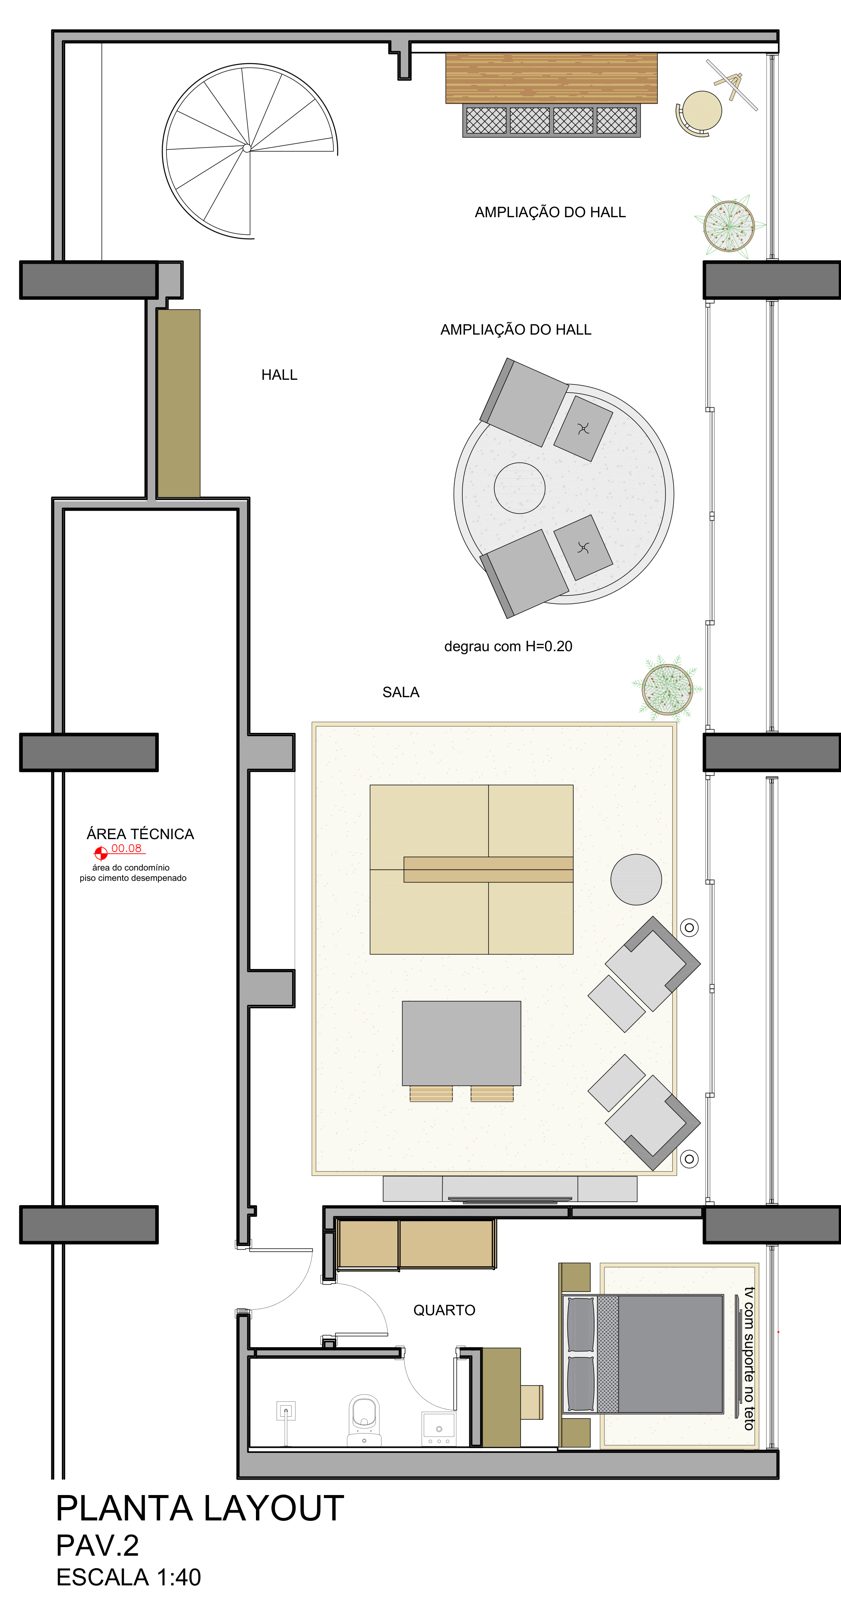 AMPLIAÇÃO DO HALL
AMPLIAÇÃO DO HALL
HALL
degrau com H=0.20
SALA
ÁREA TÉCNICA
00.08
área do condomínio
piso cimento desempenado
QUARTO
tv com suporte no teto
PLANTA LAYOUT
PAV.2
ESCALA 1:40